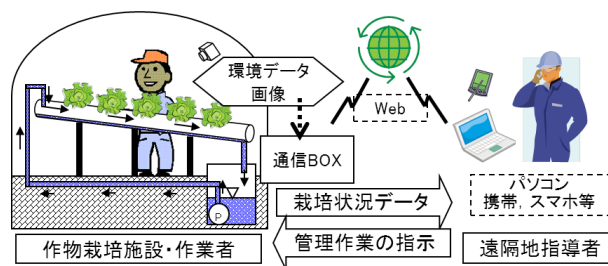 環境データ
画像
Web
通信BOX
P
栽培状況データ
パソコン
携帯, スマホ等
管理作業の指示
作物栽培施設・作業者
遠隔地指導者